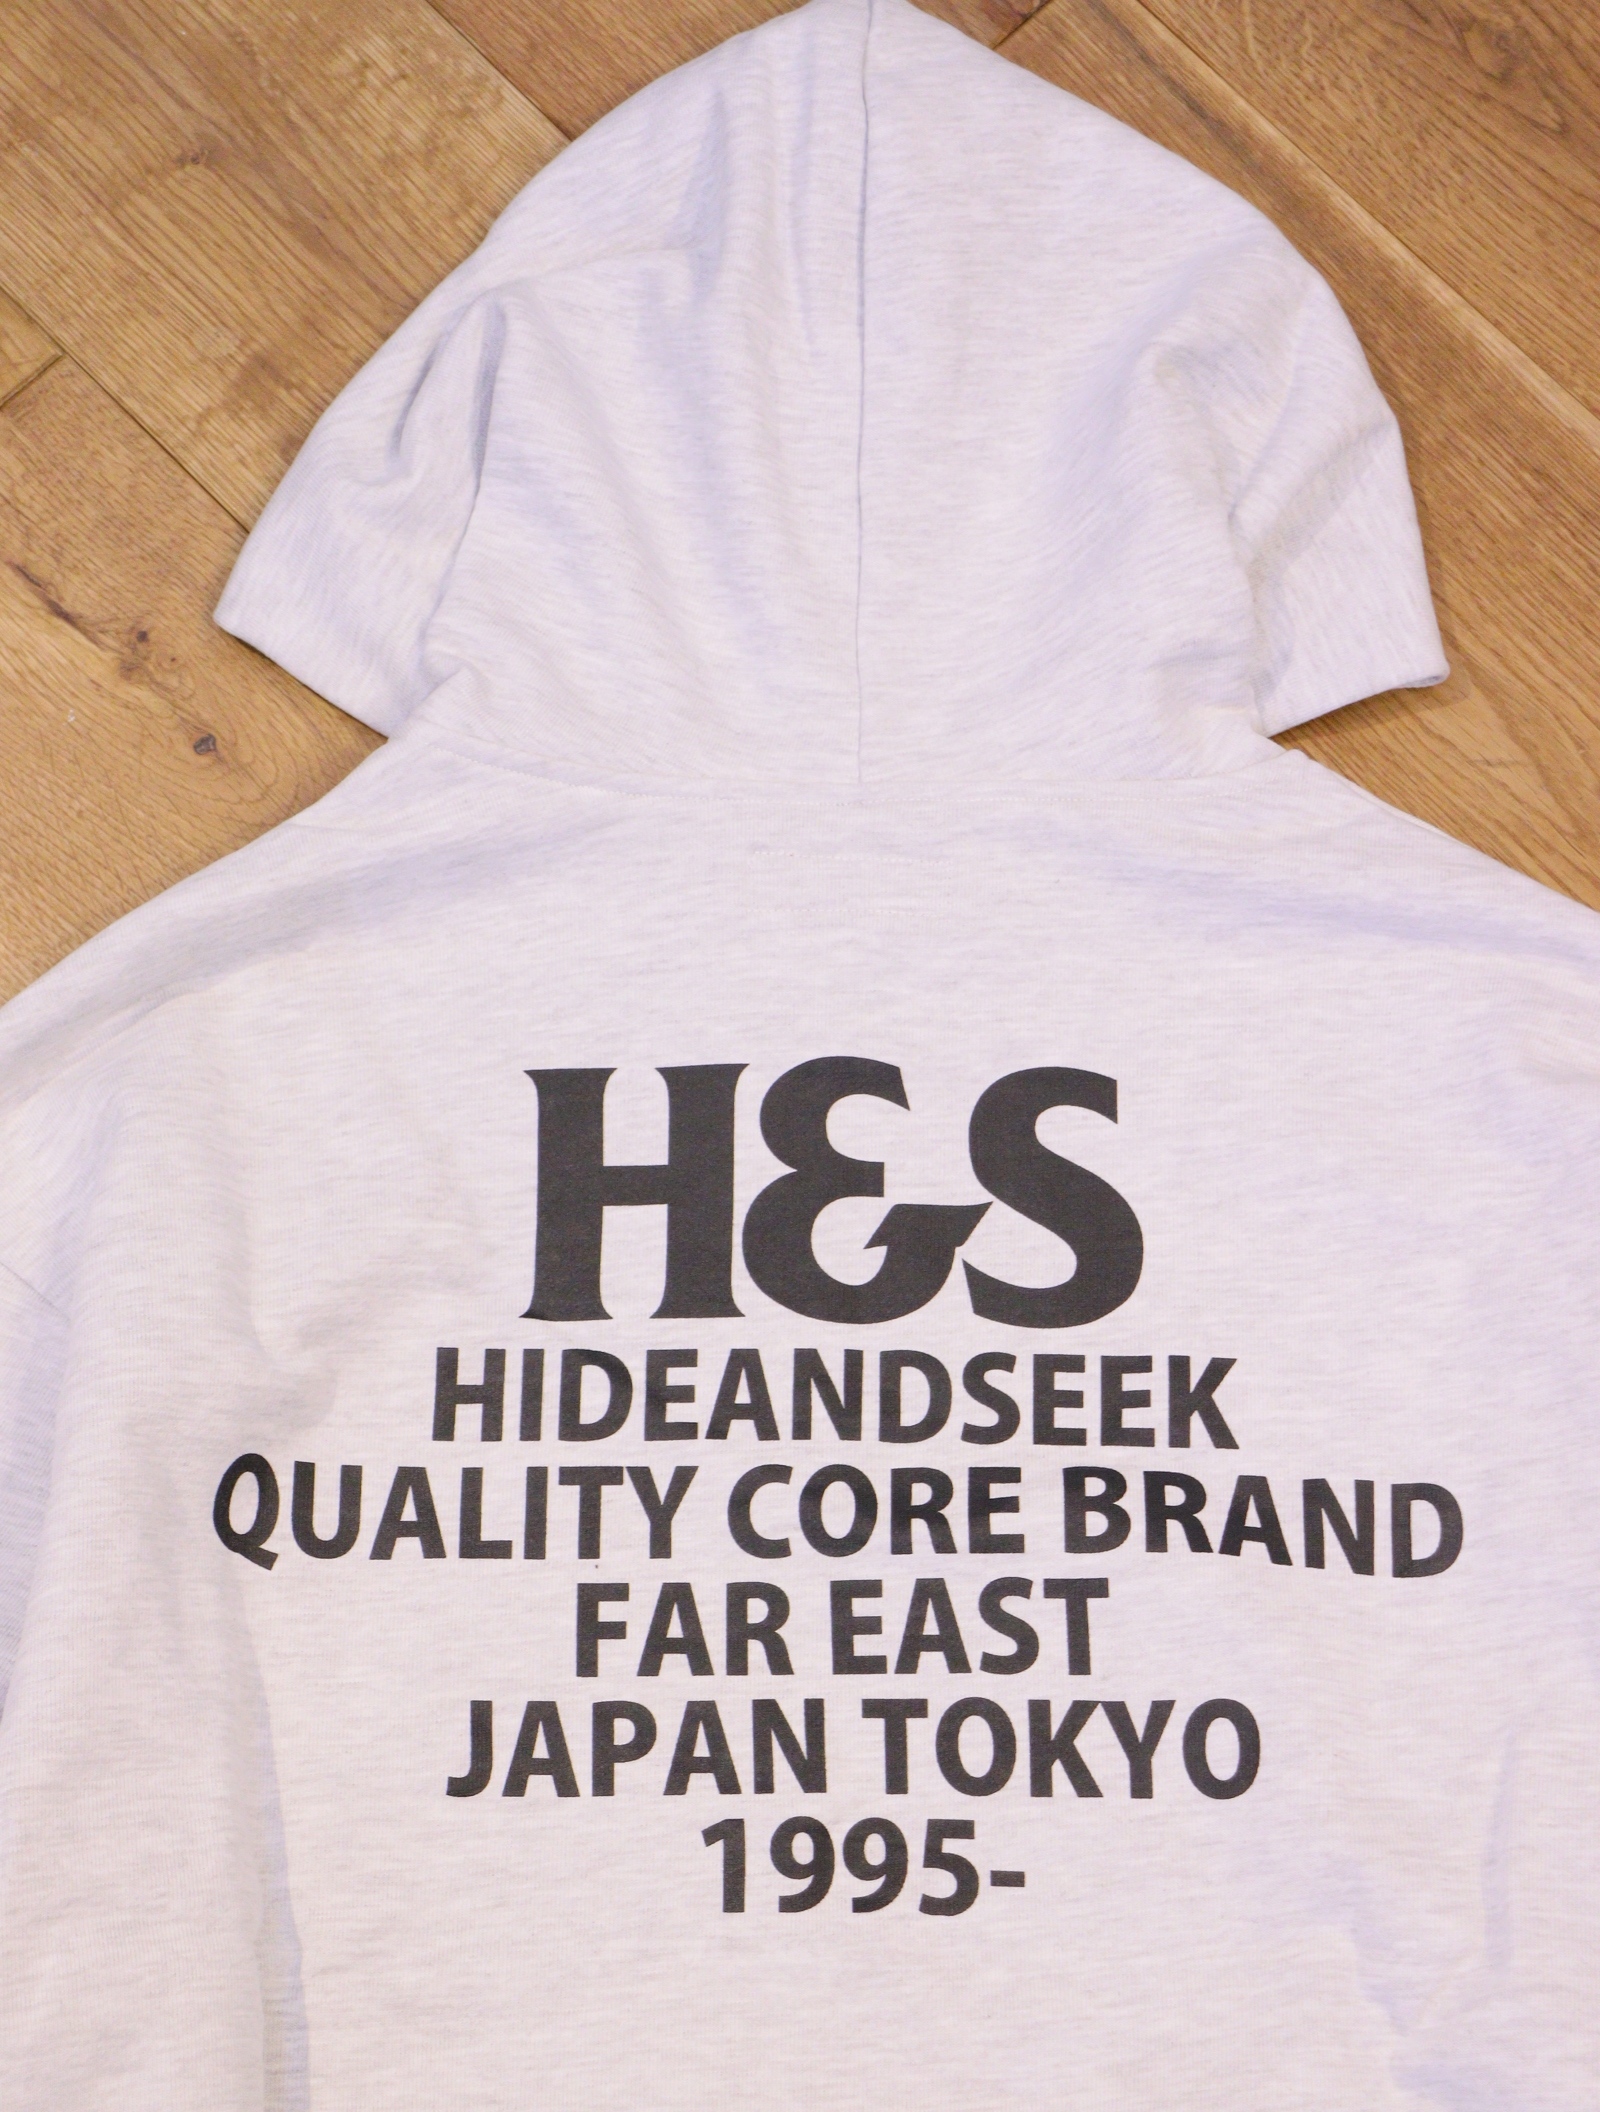 H&S
HIDEANDSEEK
QUALITY CORE BRAND
FAR EAST
JAPAN TOKYO
1995-